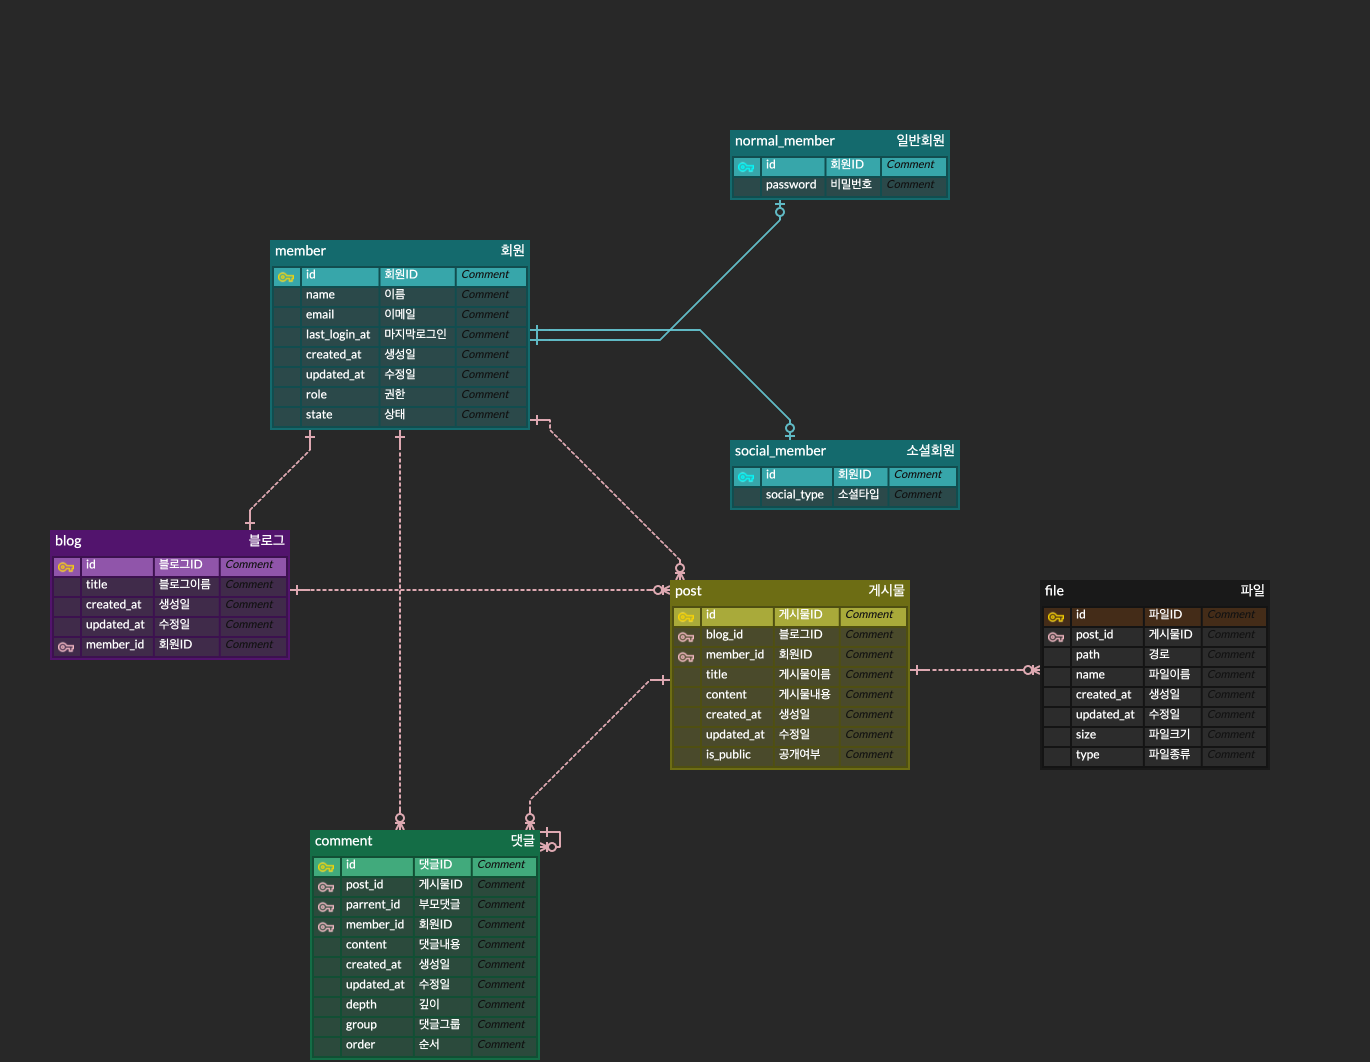 normal_member 일반회원
id 회원ID Comment
password 비밀번호 Comment
member 회원
id 회원ID Comment
name 이름 Comment
email 이메일 Comment
last_login_at 마지막로그인 Comment
created_at 생성일 Comment
updated_at 수정일 Comment
role 권한 Comment
state 상태 Comment
social_member 소셜회원
id 회원ID Comment
social_type 소셜타입 Comment
blog 블로그
id 블로그ID Comment
title 블로그이름 Comment
created_at 생성일 Comment
updated_at 수정일 Comment
member_id 회원ID Comment
post 게시물
id 게시물ID Comment
blog_id 블로그ID Comment
member_id 회원ID Comment
title 게시물이름 Comment
content 게시물내용 Comment
created_at 생성일 Comment
updated_at 수정일 Comment
is_public 공개여부 Comment
file 파일
id 파일ID Comment
post_id 게시물ID Comment
path 경로 Comment
name 파일이름 Comment
created_at 생성일 Comment
updated_at 수정일 Comment
size 파일크기 Comment
type 파일종류 Comment
comment 댓글
id 댓글ID Comment
post_id 게시물ID Comment
parrent_id 부모댓글 Comment
member_id 회원ID Comment
content 댓글내용 Comment
created_at 생성일 Comment
updated_at 수정일 Comment
depth 깊이 Comment
group 댓글그룹 Comment
order 순서 Comment